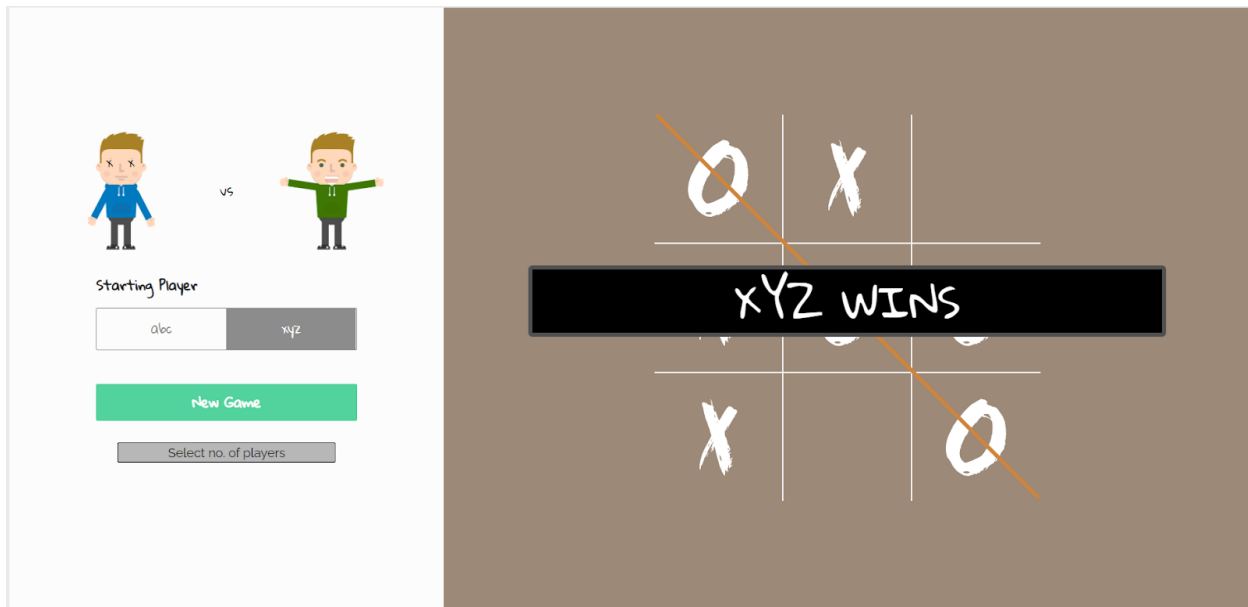 vs
Starting Player
abc
xyz
New Game
Select no. of players
O X
XYZ WINS
X O